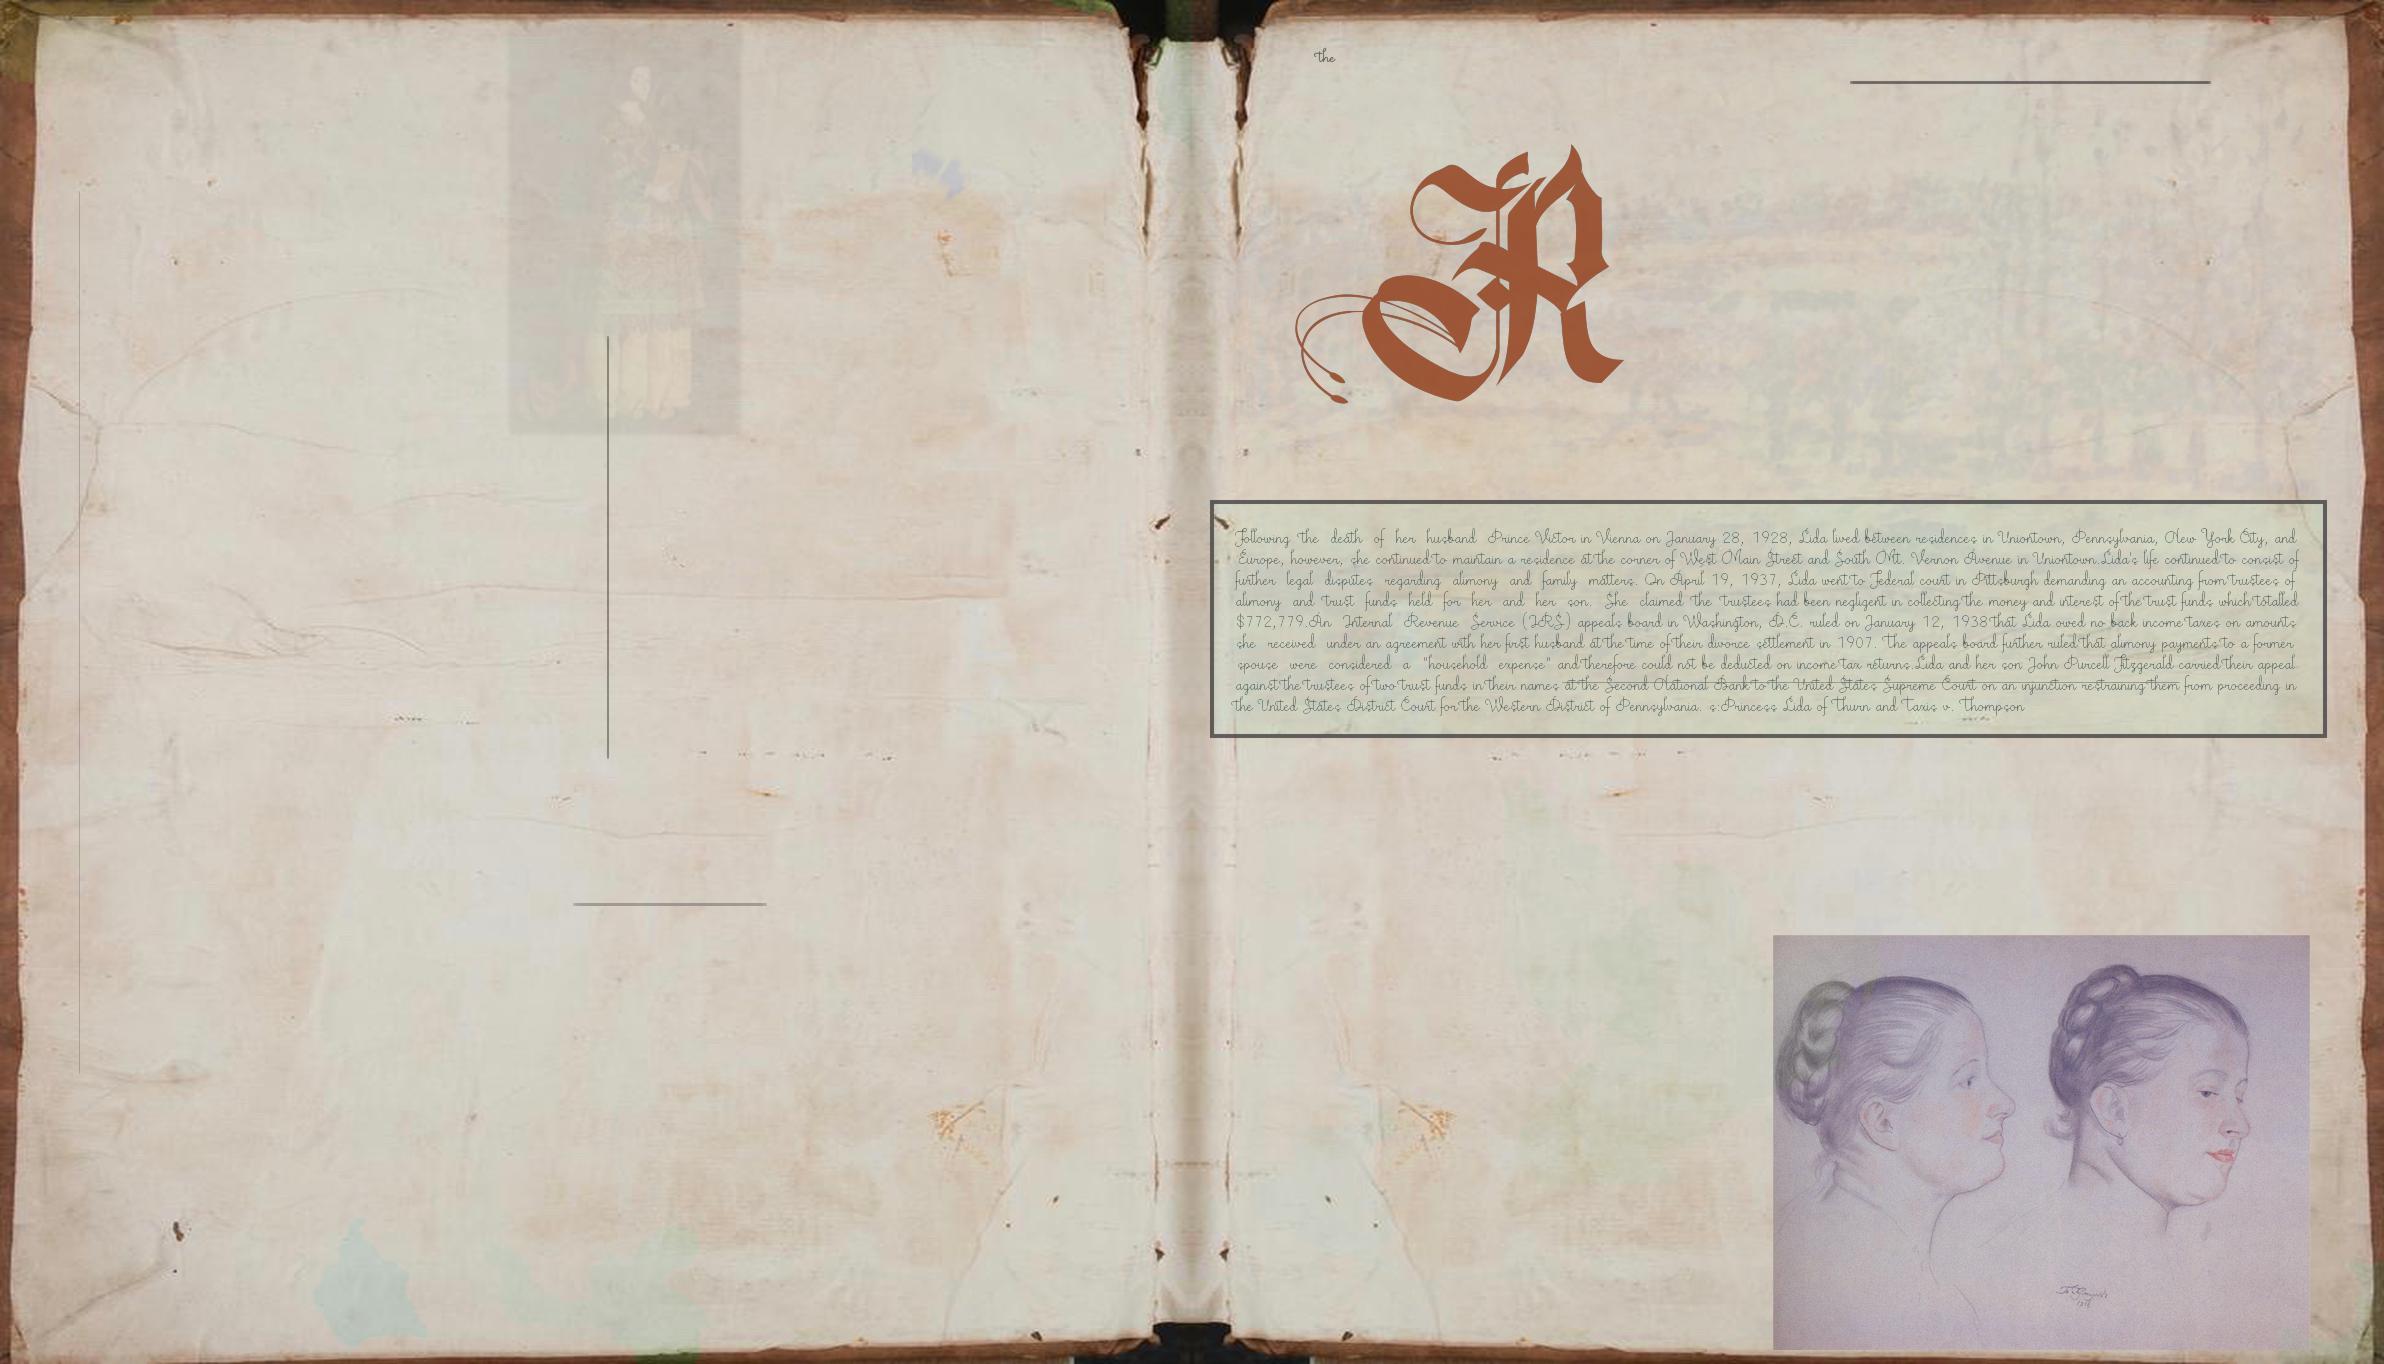 the
R
Following the death of her husband Prince Victor in Vienna on January 28, 1928, Lida lived between residences in Uniontown, Pennsylvania, New York City, and
Europe, however, she continued to maintain a residence at the corner of West Main Street and South Mt. Vernon Avenue in Uniontown.Lida's life continued to consist of
further legal disputes regarding alimony and family matters. On April 19, 1937, Lida went to Federal court in Pittsburgh demanding an accounting from trustees of
alimony and trust funds held for her and her son. She claimed the trustees had been negligent in collecting the money and interest of the trust funds which totalled
$772,779.An Internal Revenue Service (IRS) appeals board in Washington, D.C. ruled on January 12, 1938 that Lida owed no back income taxes on amounts
she received under an agreement with her first husband at the time of their divorce settlement in 1907. The appeals board further ruled that alimony payments to a former
spouse were considered a "household expense" and therefore could not be deducted on income tax returns.Lida and her son John Purcell Fitzgerald carried their appeal
against the trustees of two trust funds in their names at the Second National Bank to the United States Supreme Court on an injunction restraining them from proceeding in
the United States District Court for the Western District of Pennsylvania. s:Princess Lida of Thurn and Taxis v. Thompson